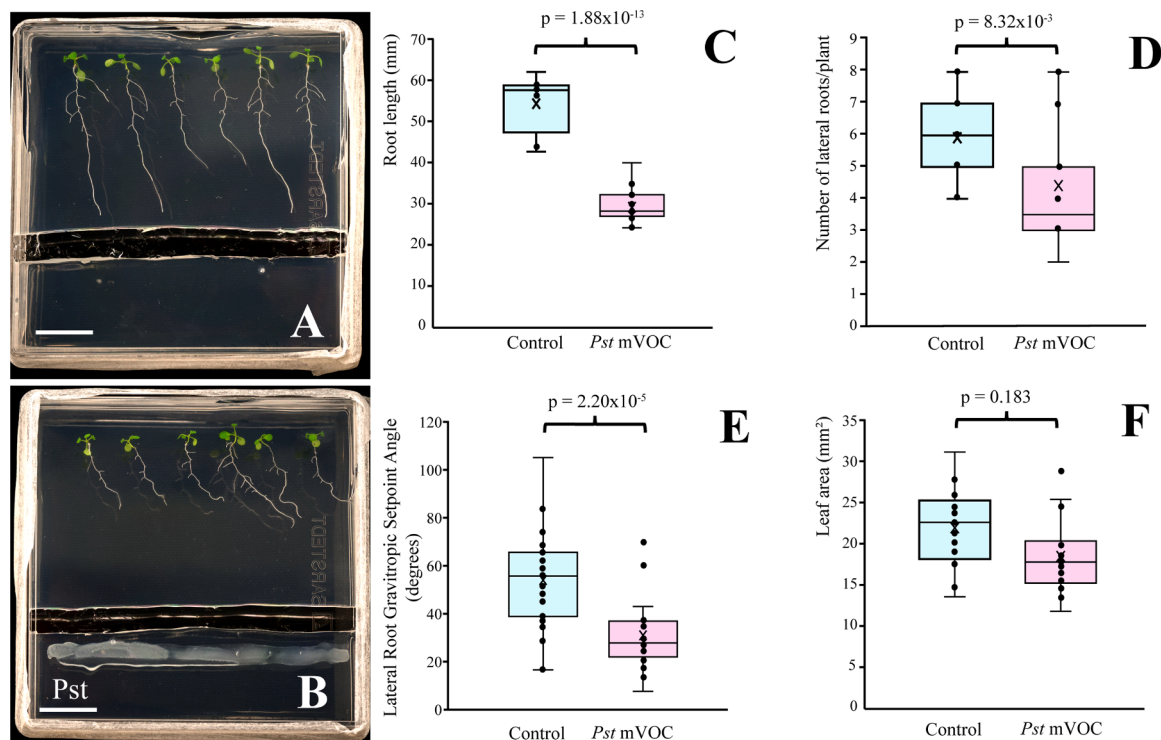 A
Pst
B
C
p = 1.88x10⁻¹³
Root length (mm)
70
60
50
40
30
20
10
0
Control
Pst mVOC
D
p = 8.32x10⁻³
Number of lateral roots/plant
9
8
7
6
5
4
3
2
1
0
Control
Pst mVOC
E
p = 2.20x10⁻⁵
Lateral Root Gravitropic Setpoint Angle
(degrees)
120
100
80
60
40
20
0
Control
Pst mVOC
F
p = 0.183
Leaf area (mm²)
35
30
25
20
15
10
5
0
Control
Pst mVOC